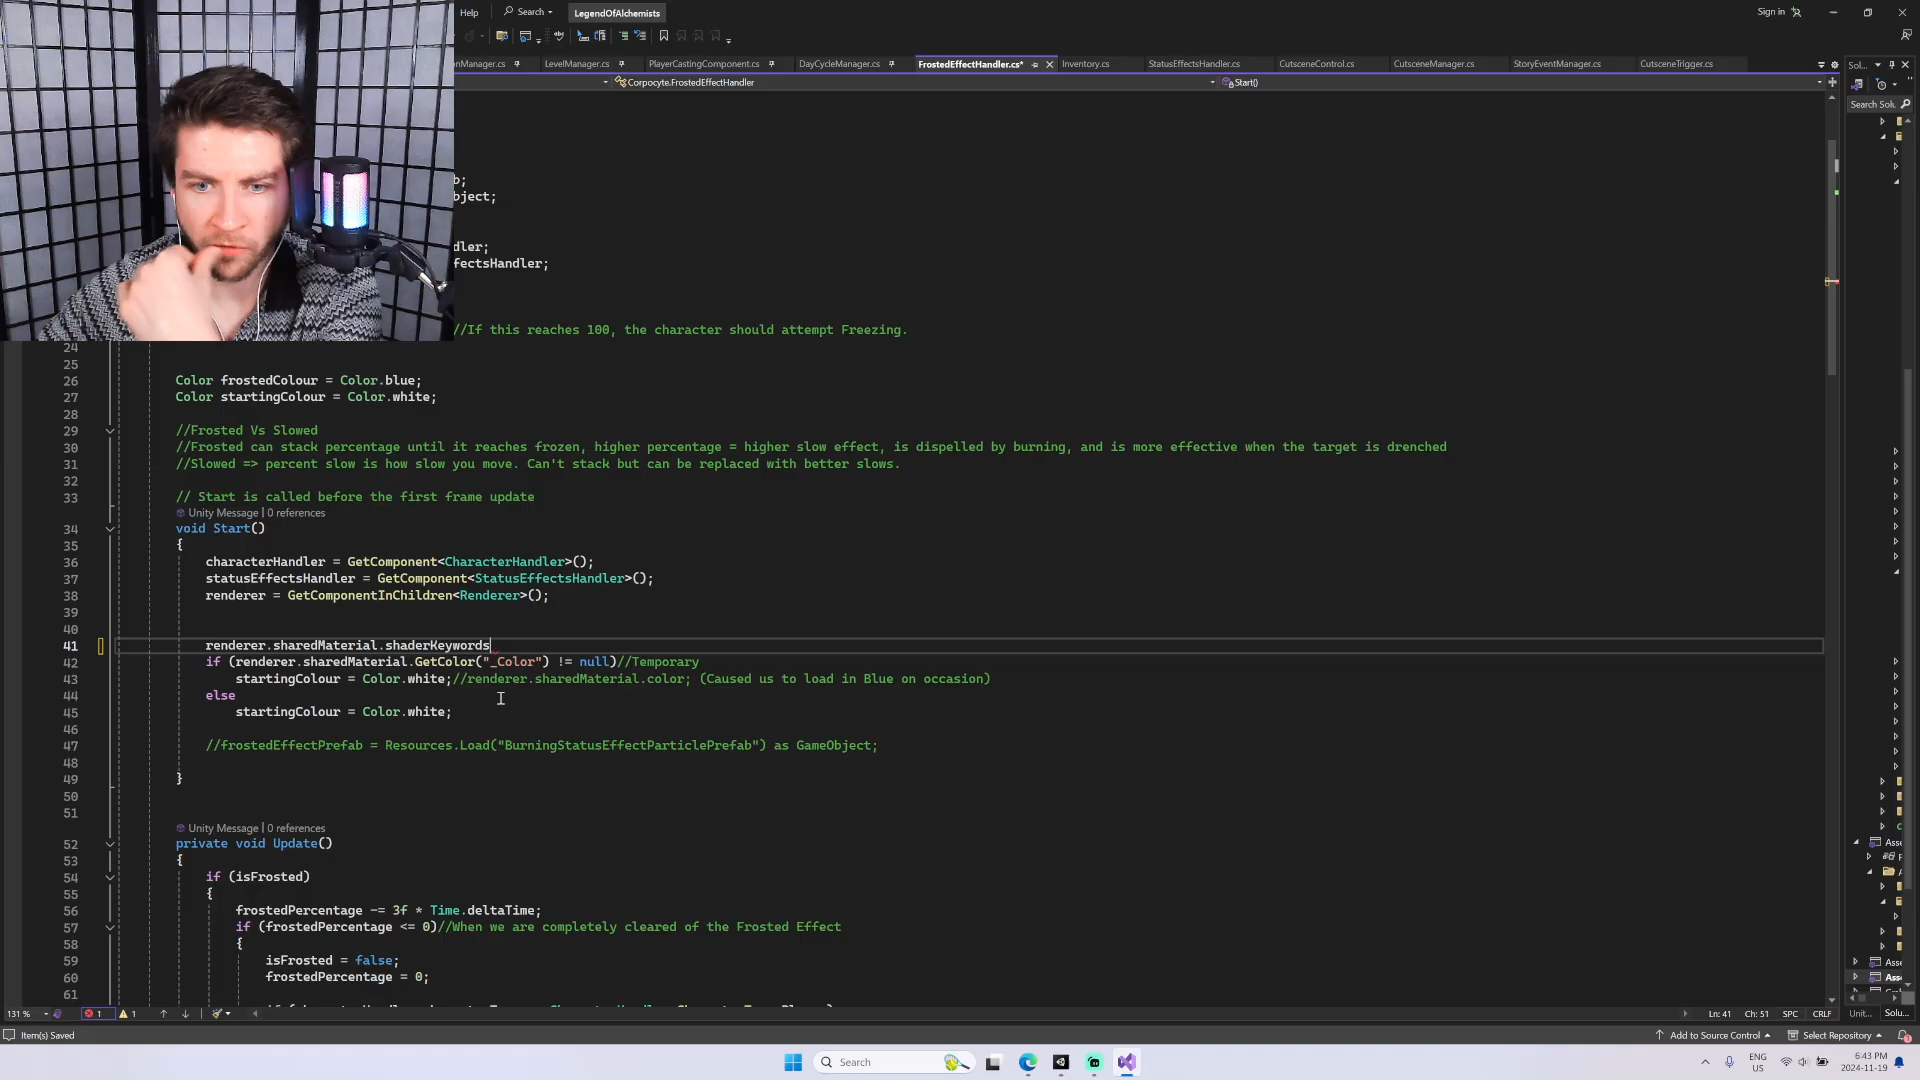 Help
Search
LegendOfAlchemists
Sign in
nManager.cs
LevelManager.cs
PlayerCastingComponent.cs
DayCycleManager.cs
FrostedEffectHandler.cs*
Inventory.cs
StatusEffectsHandler.cs
CutsceneControl.cs
CutsceneManager.cs
StoryEventManager.cs
CutsceneTrigger.cs
Sol...
Corpocyte.FrostedEffectHandler
Start()
Search Solu
b;
bject;
dler;
fectsHandler;
//If this reaches 100, the character should attempt Freezing.
24
25
26 Color frostedColour = Color.blue;
27 Color startingColour = Color.white;
28
29 //Frosted Vs Slowed
30 //Frosted can stack percentage until it reaches frozen, higher percentage = higher slow effect, is dispelled by burning, and is more effective when the target is drenched
31 //Slowed => percent slow is how slow you move. Can't stack but can be replaced with better slows.
32
33 // Start is called before the first frame update
Unity Message | 0 references
34 void Start()
35 {
36 characterHandler = GetComponent<CharacterHandler>();
37 statusEffectsHandler = GetComponent<StatusEffectsHandler>();
38 renderer = GetComponentInChildren<Renderer>();
39
40
41 renderer.sharedMaterial.shaderKeywords
42 if (renderer.sharedMaterial.GetColor("_Color") != null)//Temporary
43 startingColour = Color.white;//renderer.sharedMaterial.color; (Caused us to load in Blue on occasion)
44 else
45 startingColour = Color.white;
46
47 //frostedEffectPrefab = Resources.Load("BurningStatusEffectParticlePrefab") as GameObject;
48
49 }
50
51
Unity Message | 0 references
52 private void Update()
53 {
54 if (isFrosted)
55 {
56 frostedPercentage -= 3f * Time.deltaTime;
57 if (frostedPercentage <= 0)//When we are completely cleared of the Frosted Effect
58 {
59 isFrosted = false;
60 frostedPercentage = 0;
61
Asse
Asse
Ass
131 %
1
1
Ln: 41
Ch: 51
SPC
CRLF
Unit...
Solu...
Item(s) Saved
Add to Source Control
Select Repository
Search
ENG
US
6:43 PM
2024-11-19